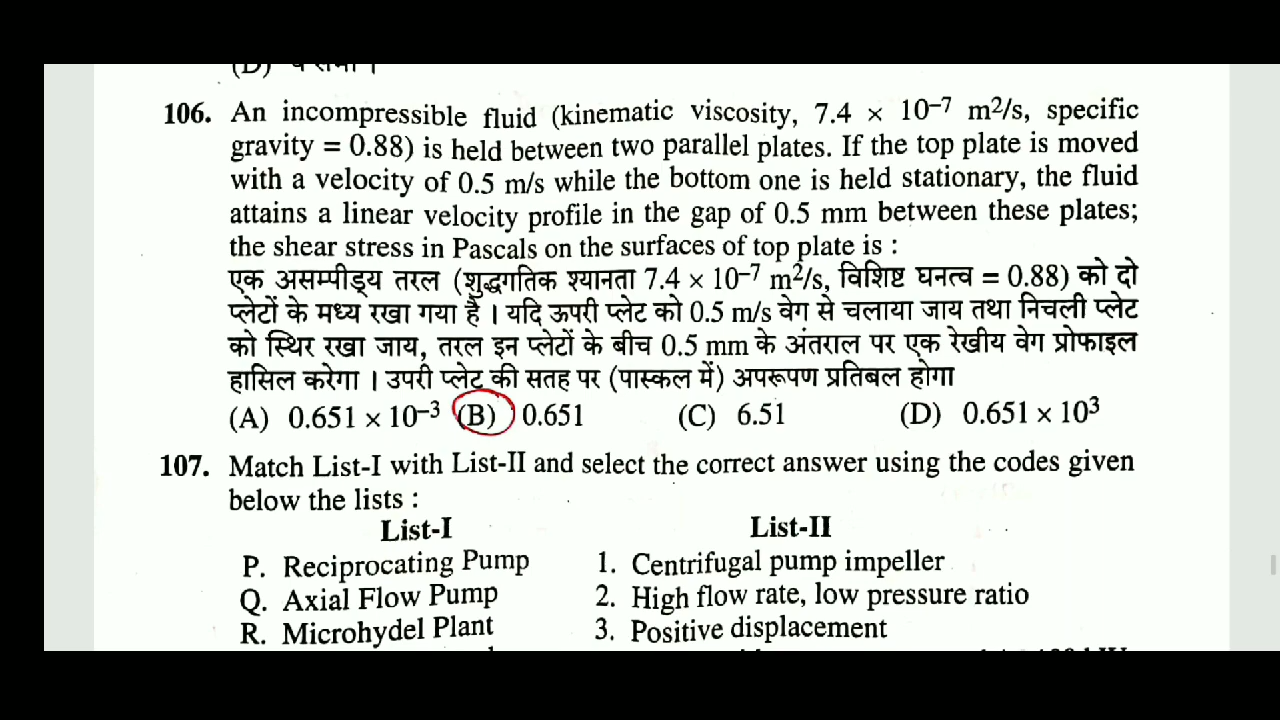 106. An incompressible fluid (kinematic viscosity, 7.4 × 10⁻⁷ m²/s, specific
gravity = 0.88) is held between two parallel plates. If the top plate is moved
with a velocity of 0.5 m/s while the bottom one is held stationary, the fluid
attains a linear velocity profile in the gap of 0.5 mm between these plates;
the shear stress in Pascals on the surfaces of top plate is :
एक असम्पीड्य तरल (शुद्धगतिक श्यानता 7.4 × 10⁻⁷ m²/s, विशिष्ट घनत्व = 0.88) को दो
प्लेटों के मध्य रखा गया है । यदि ऊपरी प्लेट को 0.5 m/s वेग से चलाया जाय तथा निचली प्लेट
को स्थिर रखा जाय, तरल इन प्लेटों के बीच 0.5 mm के अंतराल पर एक रेखीय वेग प्रोफाइल
हासिल करेगा । उपरी प्लेट की सतह पर (पास्कल में) अपरूपण प्रतिबल होगा
(A) 0.651 × 10⁻³ (B) 0.651 (C) 6.51 (D) 0.651 × 10³
107. Match List-I with List-II and select the correct answer using the codes given
below the lists :
List-I List-II
P. Reciprocating Pump 1. Centrifugal pump impeller
Q. Axial Flow Pump 2. High flow rate, low pressure ratio
R. Microhydel Plant 3. Positive displacement